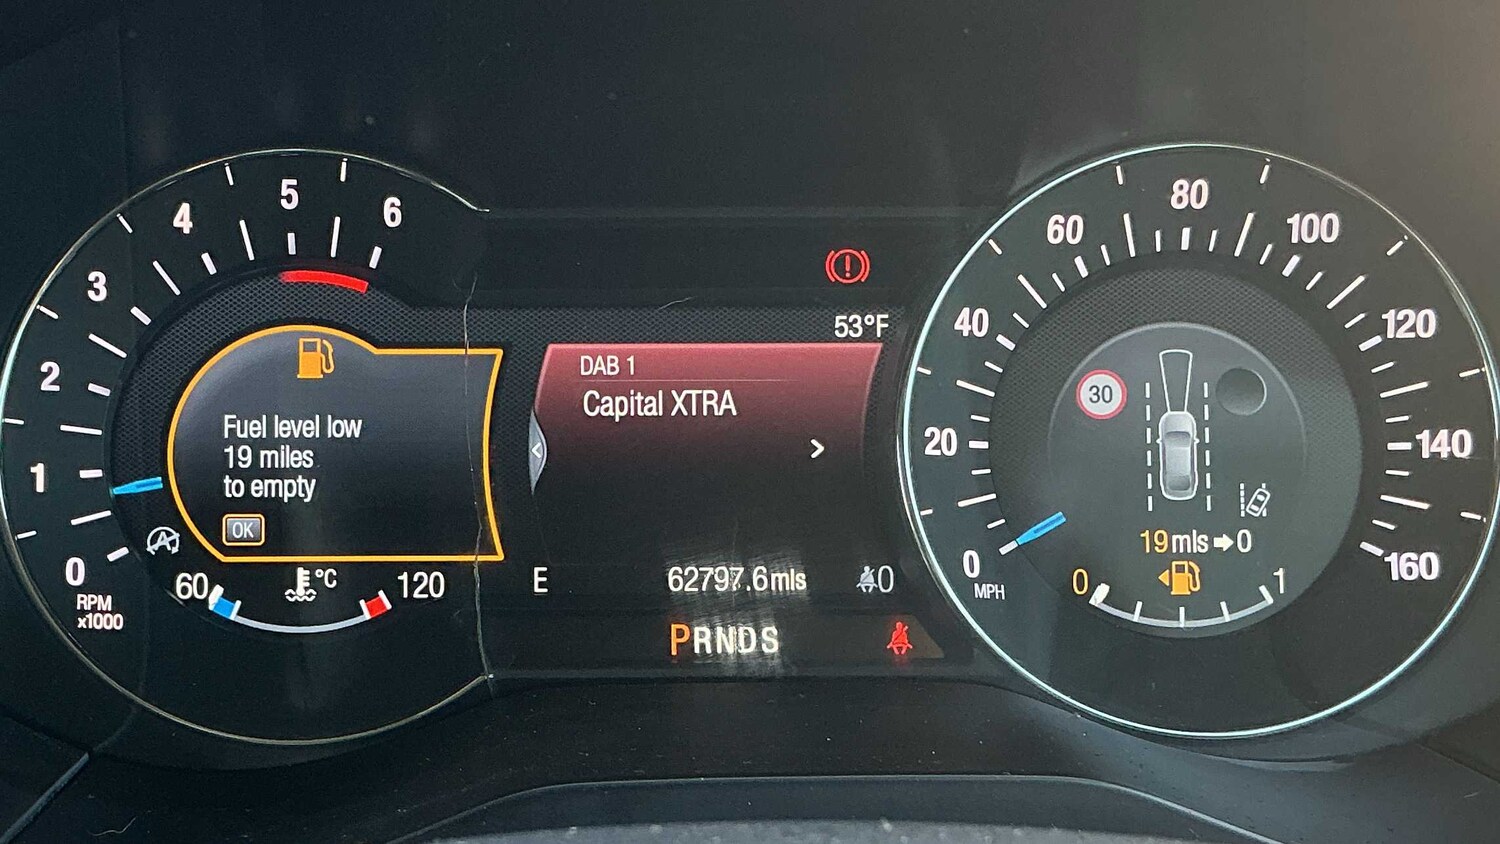 0
1
2
3
4
5
6
RPM
x1000
Fuel level low
19 miles
to empty
OK
A
60
°C
120
53°F
DAB 1
Capital XTRA
E
62797.6mls
0
PRNDS
0
20
40
60
80
100
120
140
160
MPH
30
19mls→0
0
1